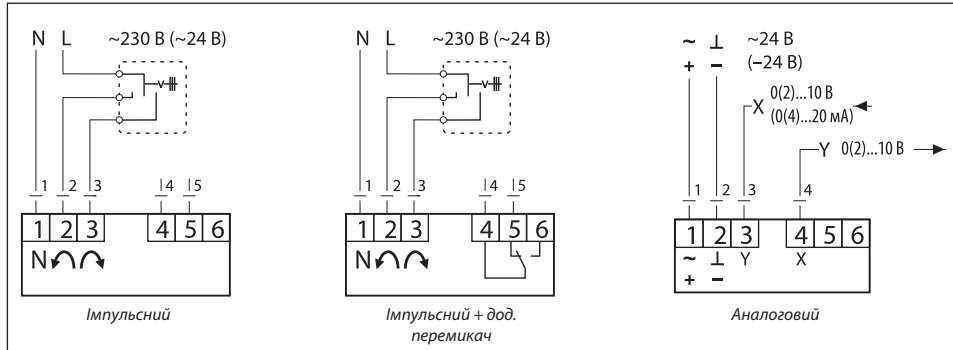 N L ~230 В (~24 В)
1 2 3 4 5
1 2 3 4 5 6
N
Імпульсний
N L ~230 В (~24 В)
1 2 3 4 5
1 2 3 4 5 6
N
Імпульсний + дод.
перемикач
~ ⊥ ~24 В
+ − (−24 В)
X 0(2)...10 В
(0(4)...20 мА)
Y 0(2)...10 В
1 2 3 4
1 2 3 4 5 6
~ ⊥ Y X
+ −
Аналоговий